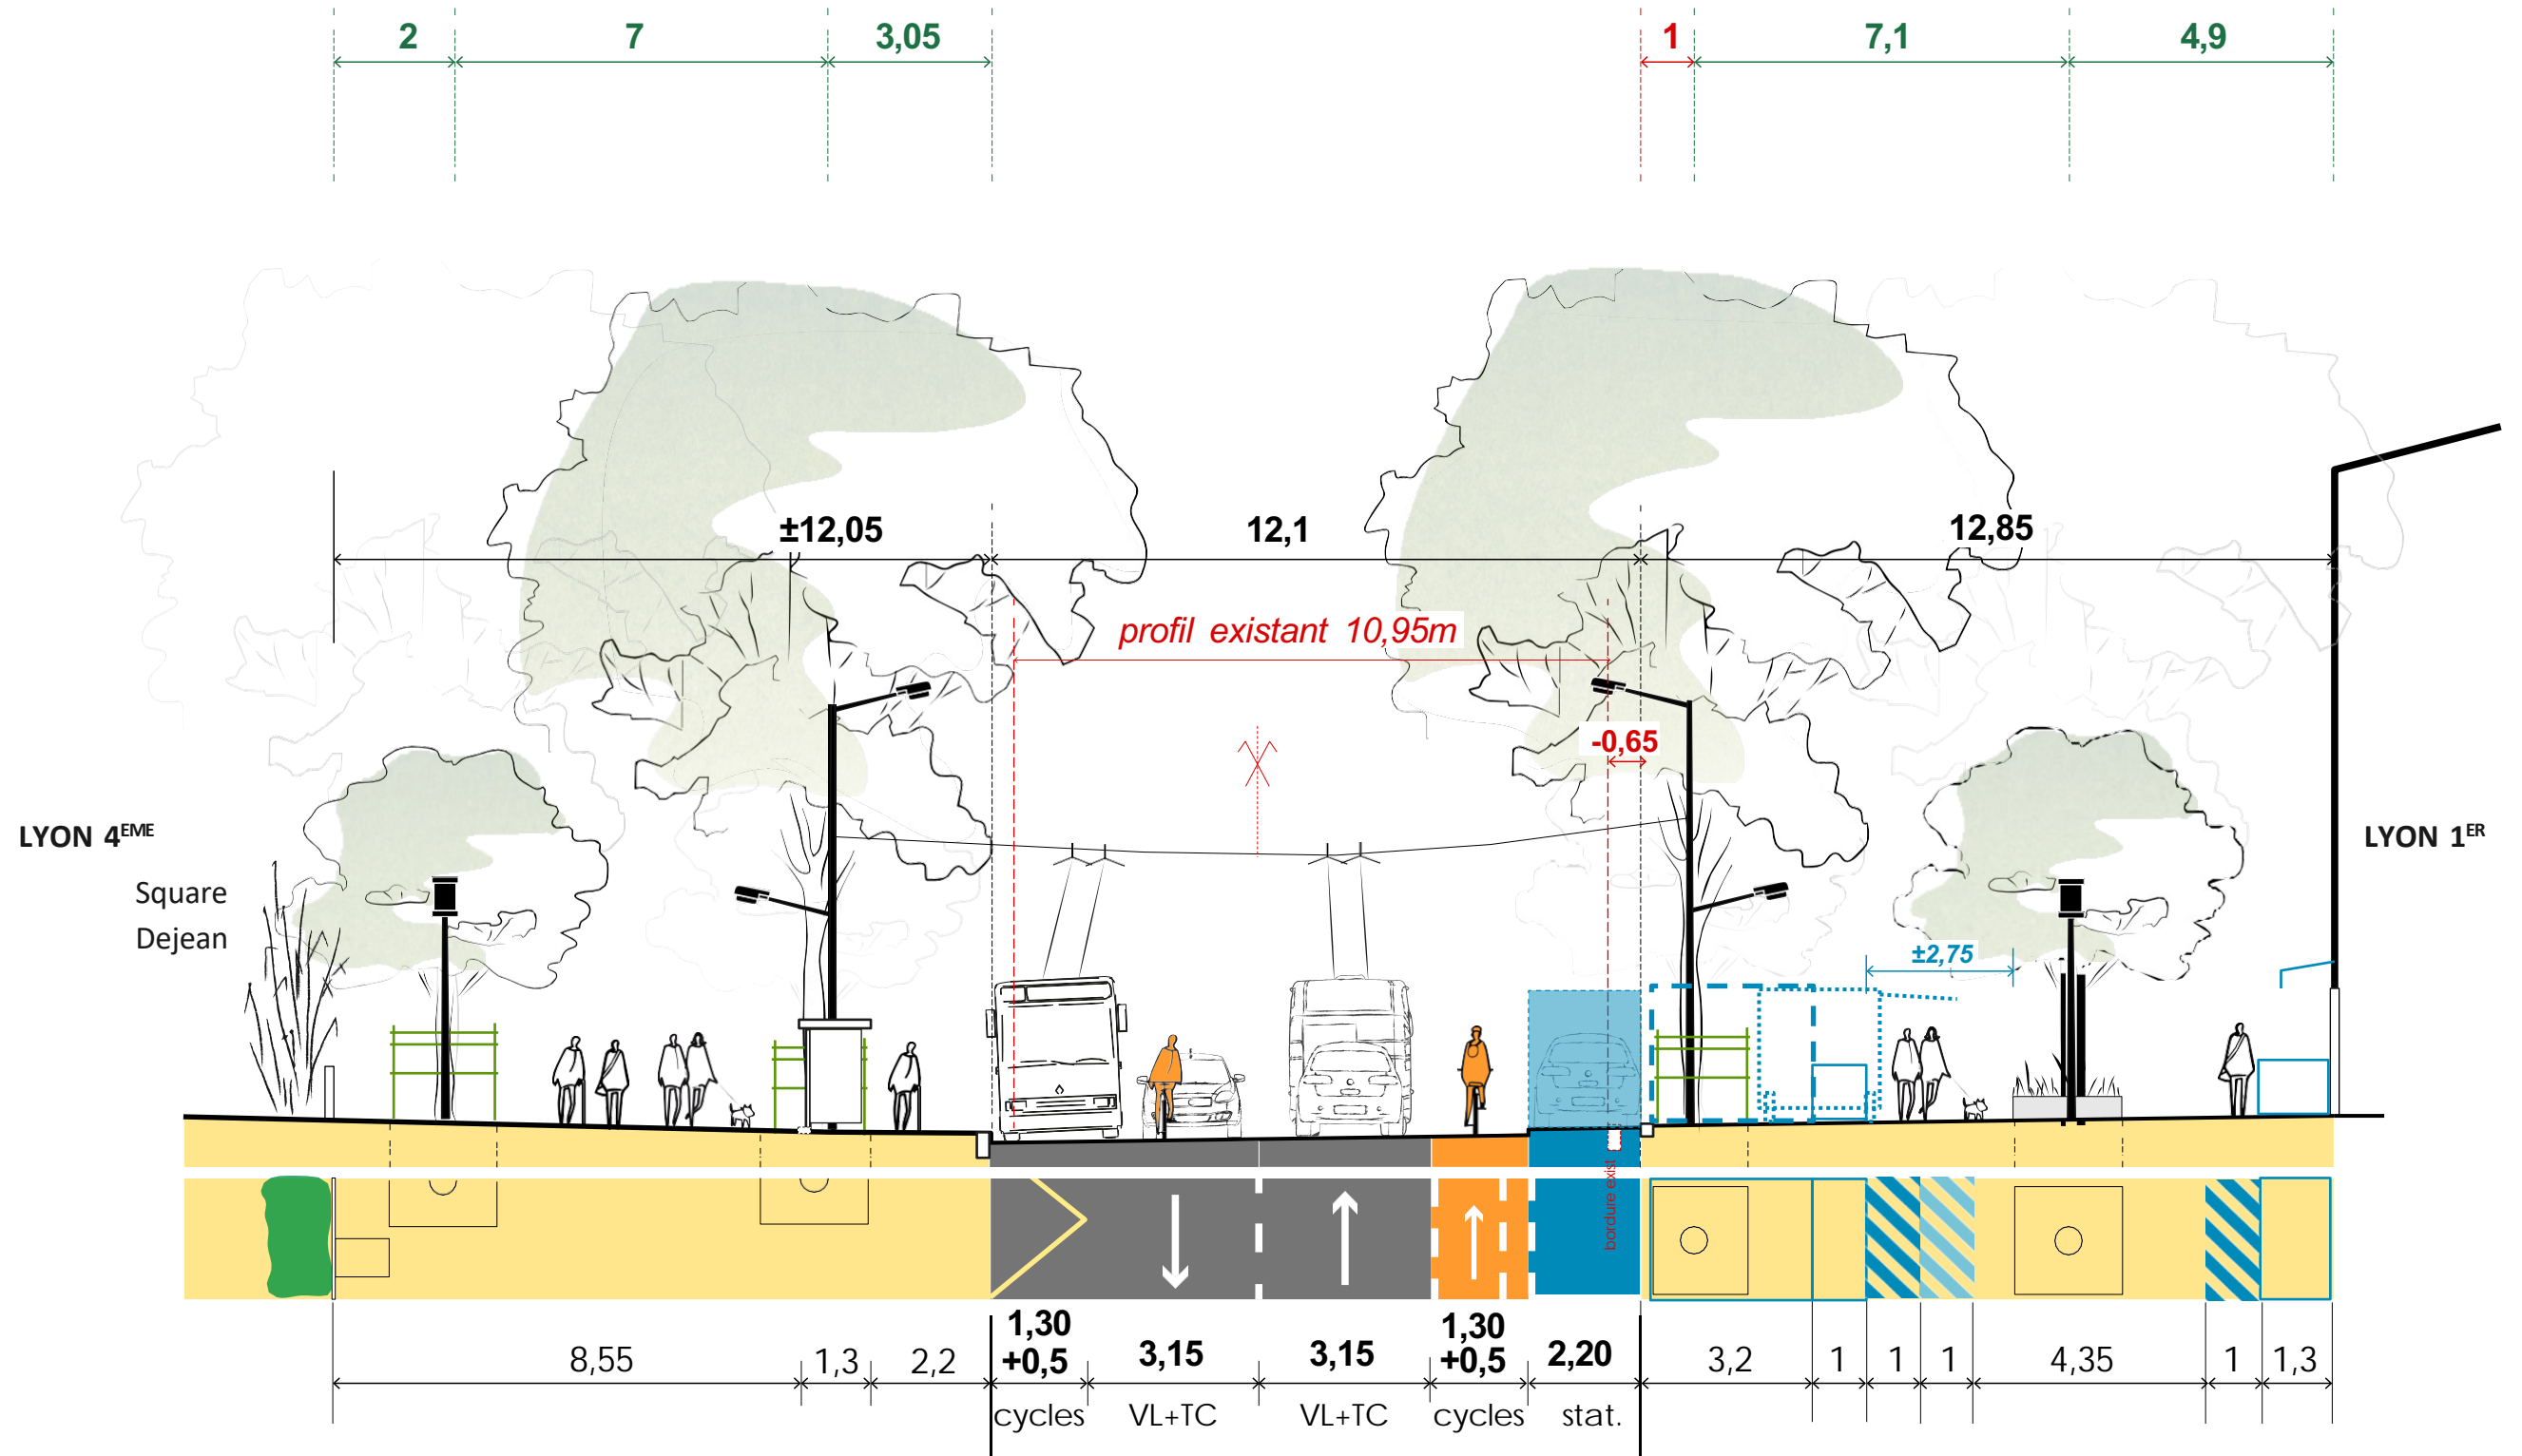 2 7 3,05 1 7,1 4,9
±12,05 12,1 12,85
profil existant 10,95m
-0,65
LYON 4EME
LYON 1ER
Square
Dejean
±2,75
bordure exist
1,30 1,30
8,55 1,3 2,2 +0,5 3,15 3,15 +0,5 2,20 3,2 1 1 1 4,35 1 1,3
cycles VL+TC VL+TC cycles stat.